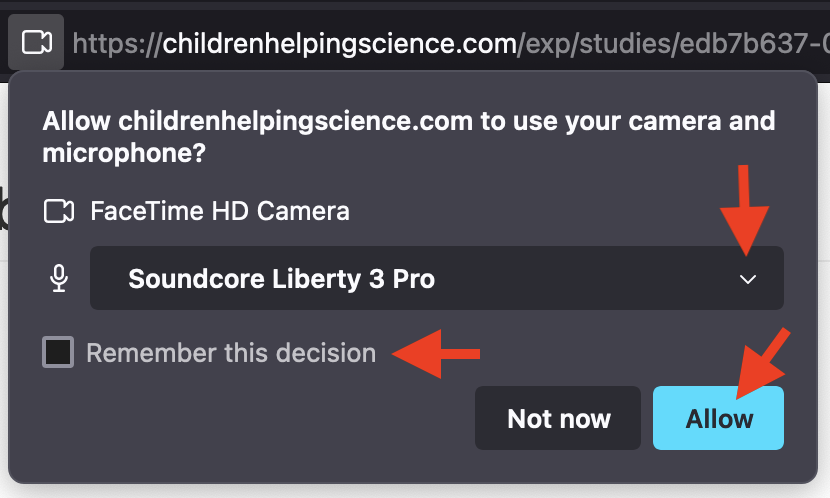 https://childrenhelpingscience.com/exp/studies/edb7b637-
Allow childrenhelpingscience.com to use your camera and
microphone?
FaceTime HD Camera
Soundcore Liberty 3 Pro
Remember this decision
Not now
Allow